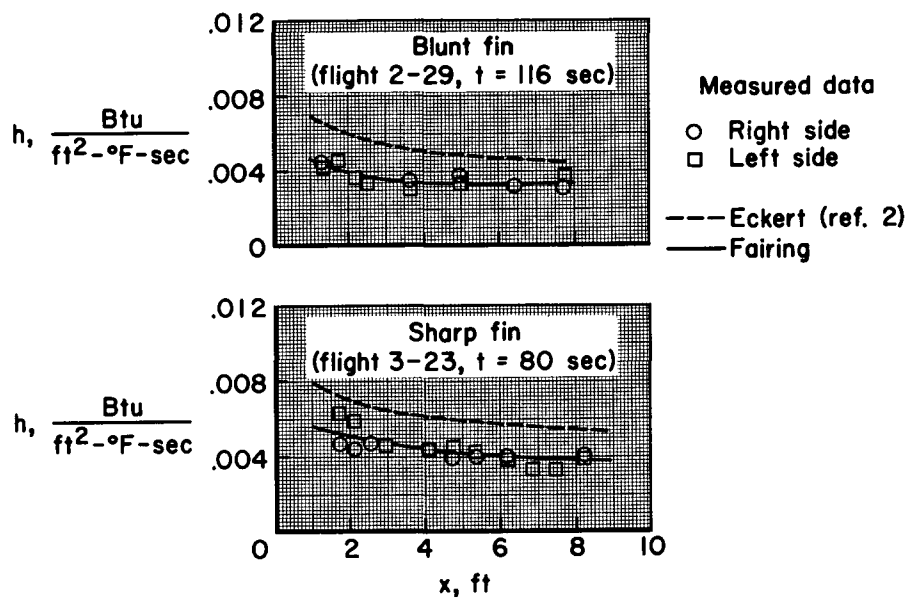 .012
Blunt fin
(flight 2-29, t = 116 sec)
.008
h, Btu
ft²-°F-sec
.004
0
Measured data
Right side
Left side
Eckert (ref. 2)
Fairing
.012
Sharp fin
(flight 3-23, t = 80 sec)
.008
h, Btu
ft²-°F-sec
.004
0 2 4 6 8 10
x, ft